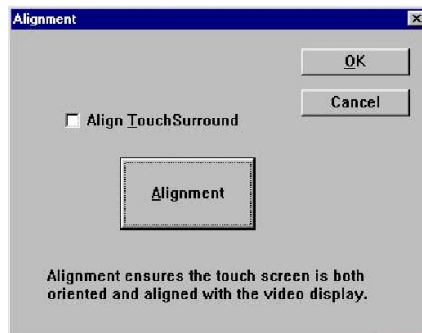 Alignment
OK
Cancel
Align TouchSurround
Alignment
Alignment ensures the touch screen is both
oriented and aligned with the video display.